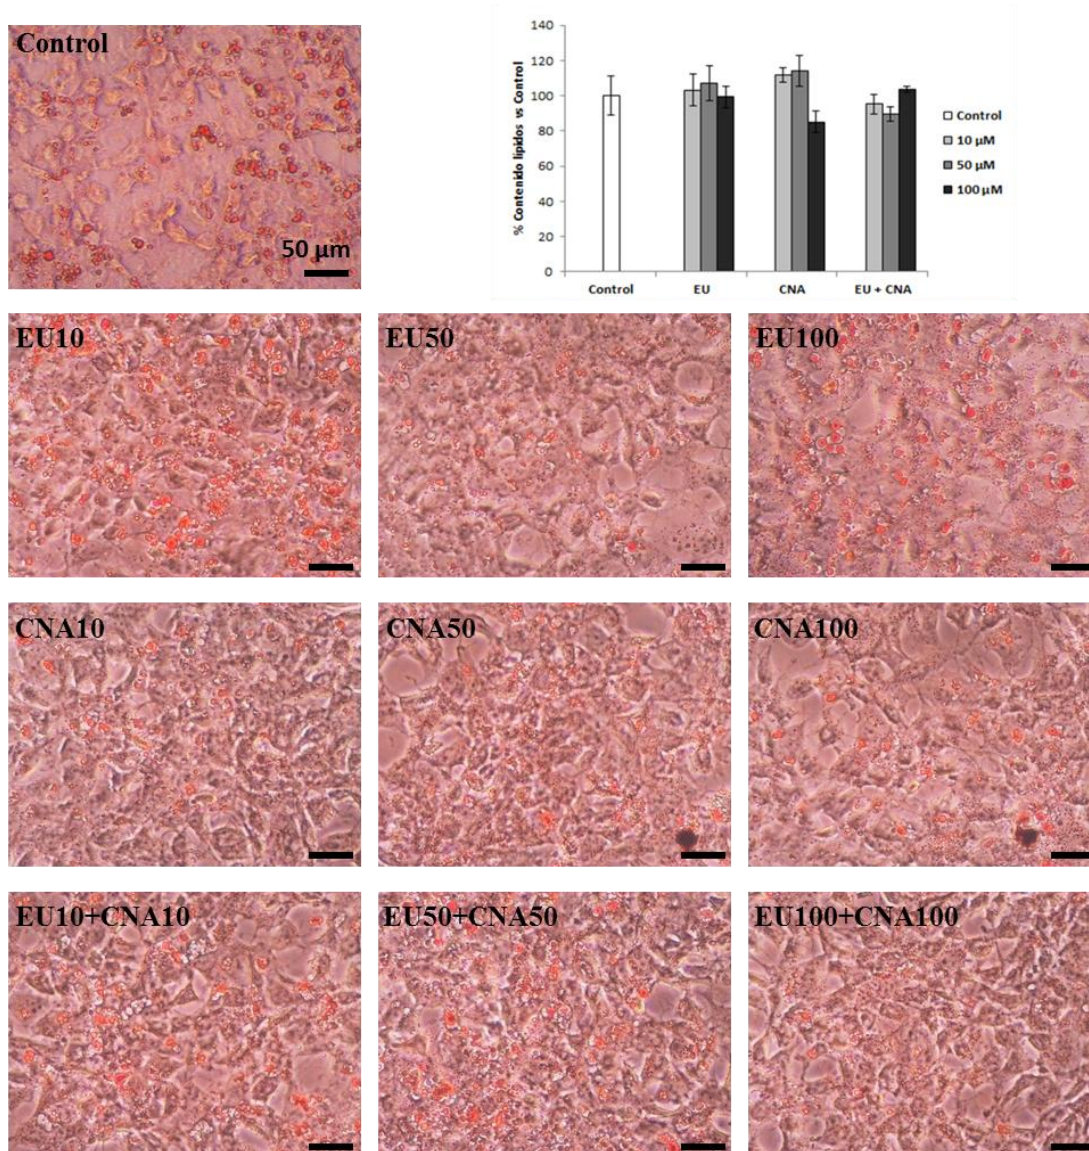 Control
50 µm
% Contenido lípidos vs Control
140
120
100
80
60
40
20
0
Control
EU
CNA
EU + CNA
Control
10 µM
50 µM
100 µM
EU10
EU50
EU100
CNA10
CNA50
CNA100
EU10+CNA10
EU50+CNA50
EU100+CNA100